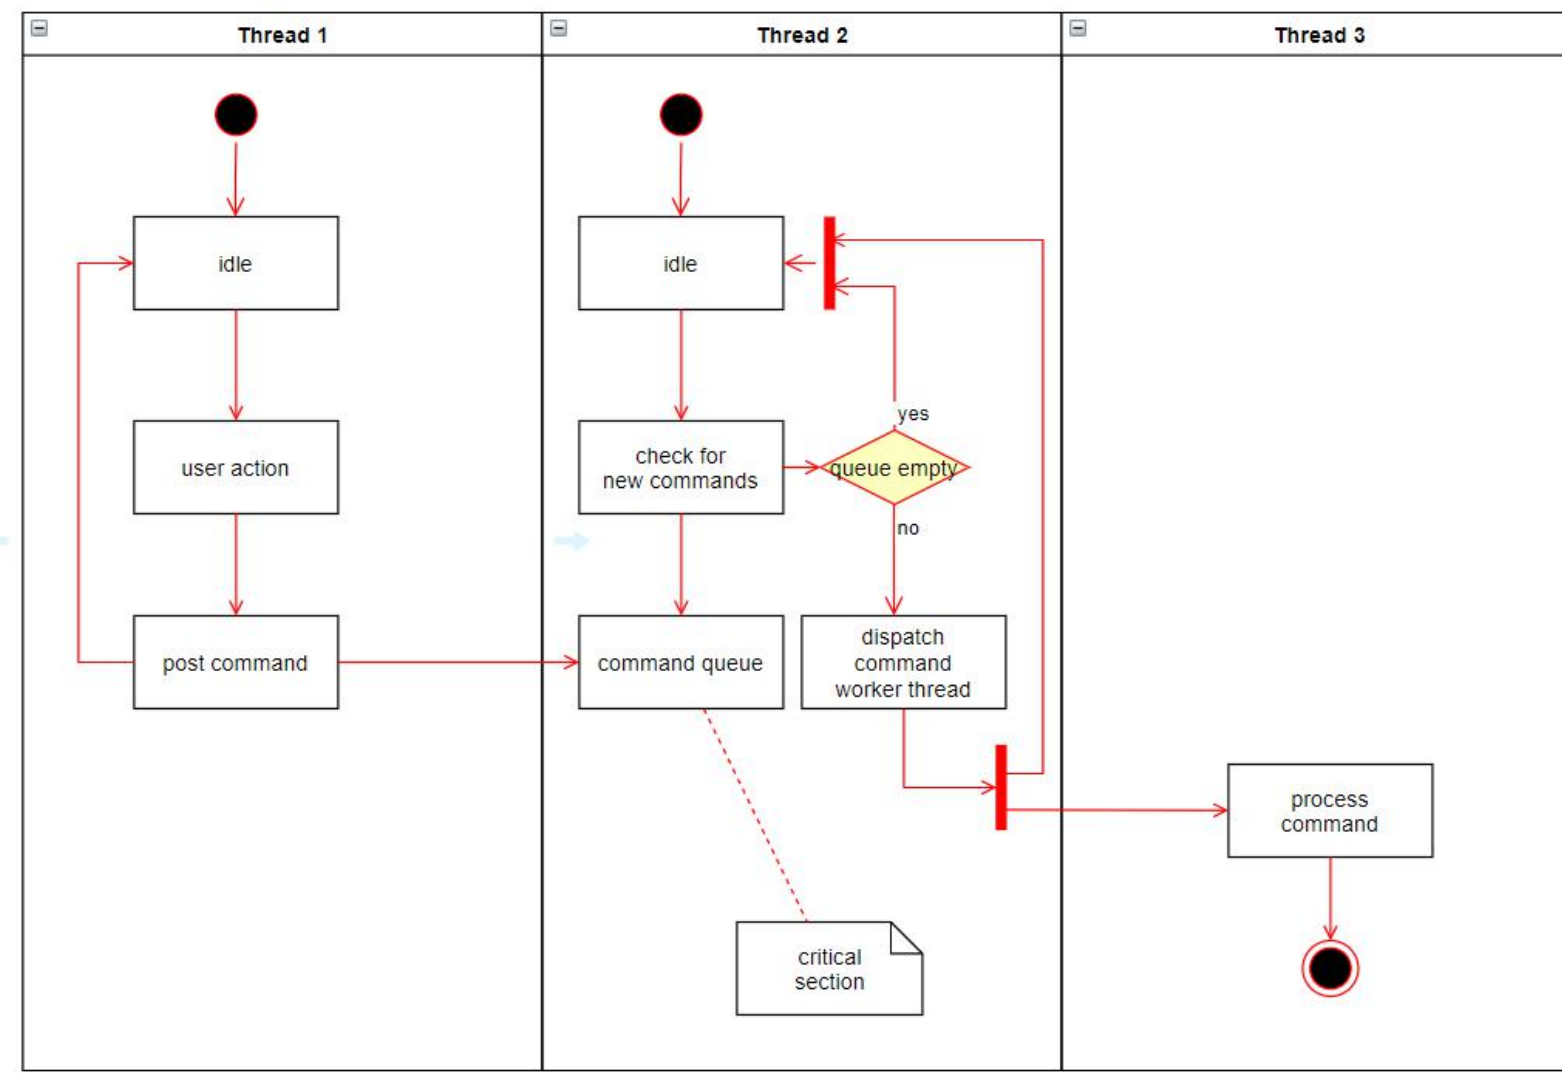 Thread 1
Thread 2
Thread 3
idle
user action
post command
idle
check for
new commands
command queue
queue empty
yes
no
dispatch
command
worker thread
critical
section
process
command